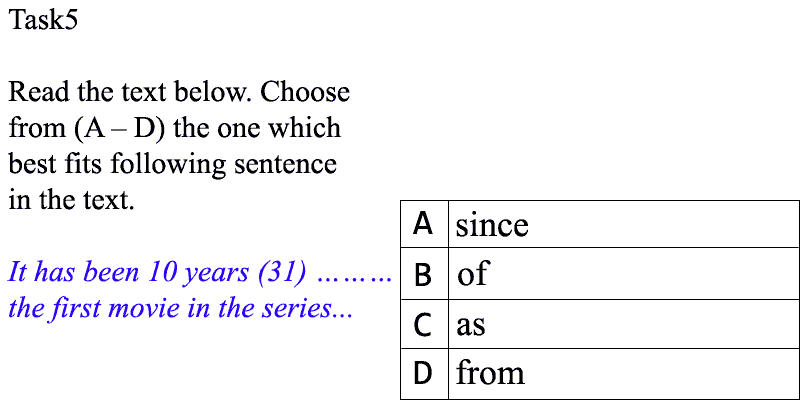 Task5
Read the text below. Choose
from (A – D) the one which
best fits following sentence
in the text.
It has been 10 years (31) ………
the first movie in the series...
A since
B of
C as
D from